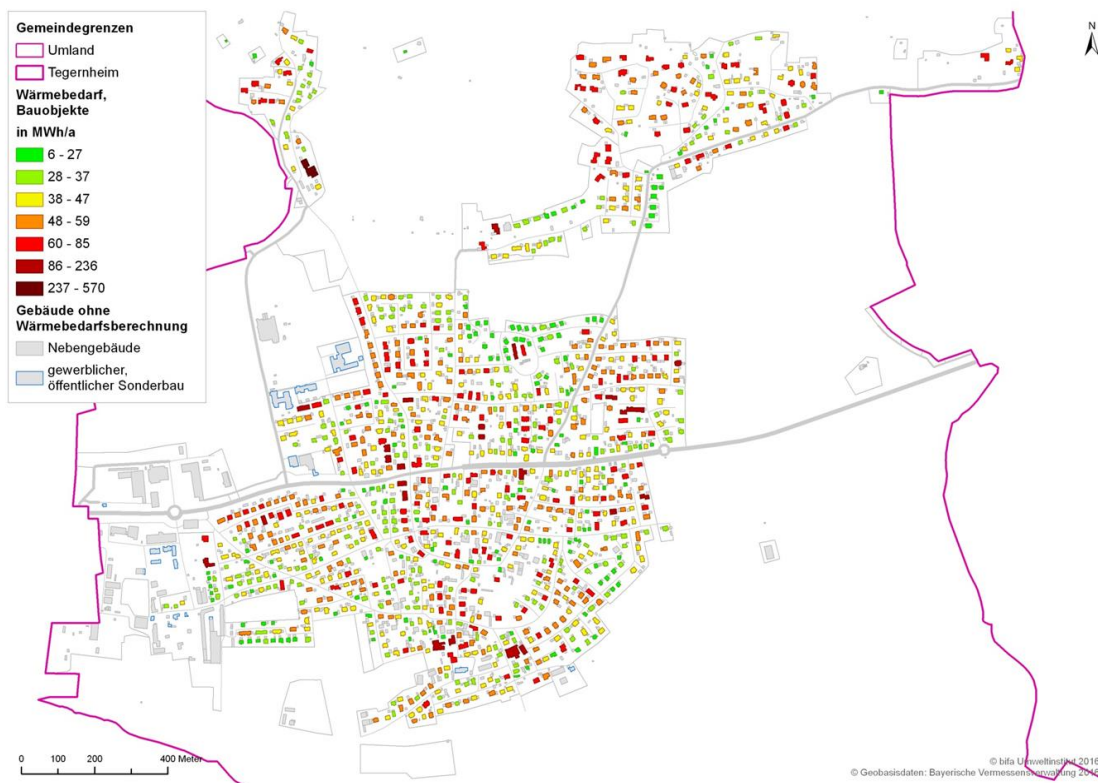 Gemeindegrenzen
Umland
Tegernheim
Wärmebedarf,
Bauobjekte
in MWh/a
6 - 27
28 - 37
38 - 47
48 - 59
60 - 85
86 - 236
237 - 570
Gebäude ohne
Wärmebedarfsberechnung
Nebengebäude
gewerblicher,
öffentlicher Sonderbau
N
0 100 200 400 Meter
© bifa Umweltinstitut 2016
© Geobasisdaten: Bayerische Vermessensverwaltung 2016